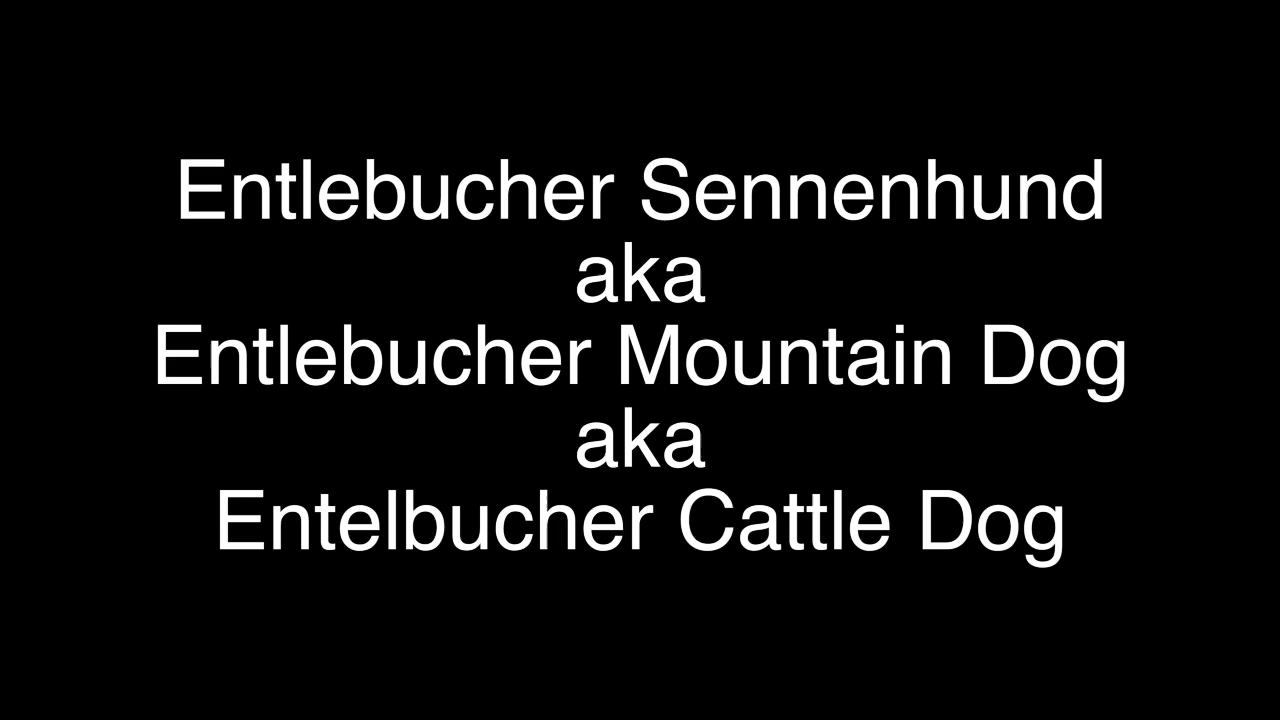 Entlebucher Sennenhund
aka
Entlebucher Mountain Dog
aka
Entelbucher Cattle Dog